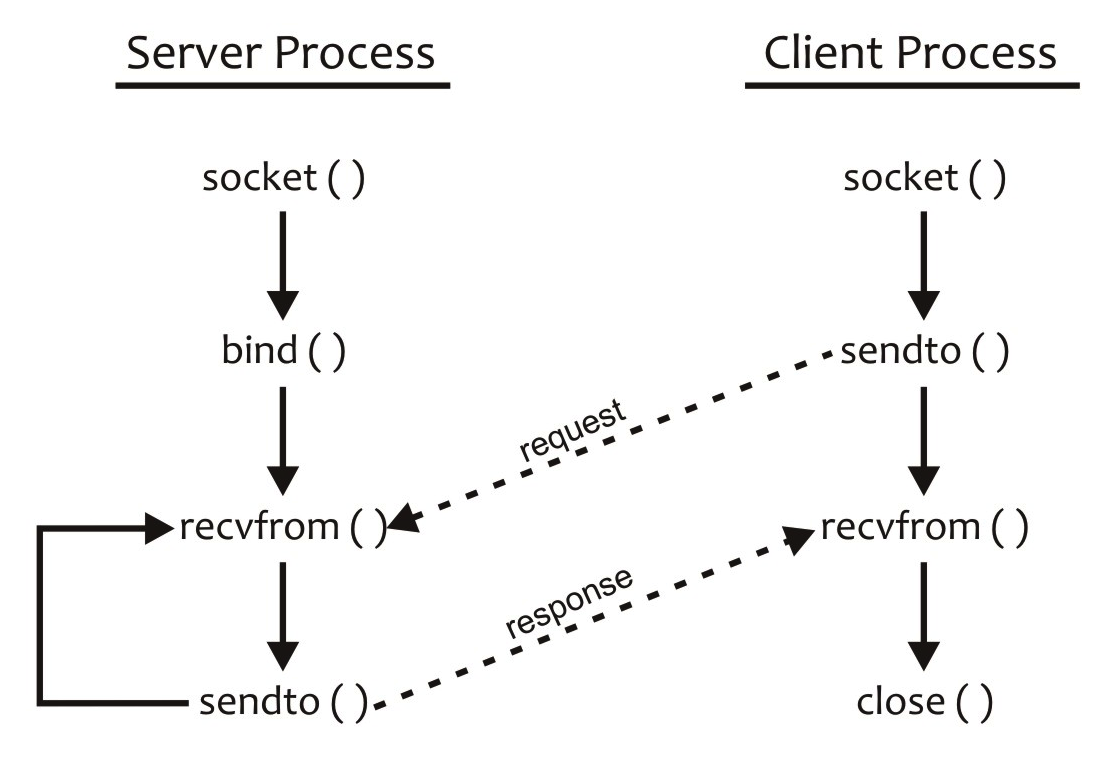 Server Process
socket ( )
bind ( )
recvfrom ( )
sendto ( )
request
response
Client Process
socket ( )
sendto ( )
recvfrom ( )
close ( )